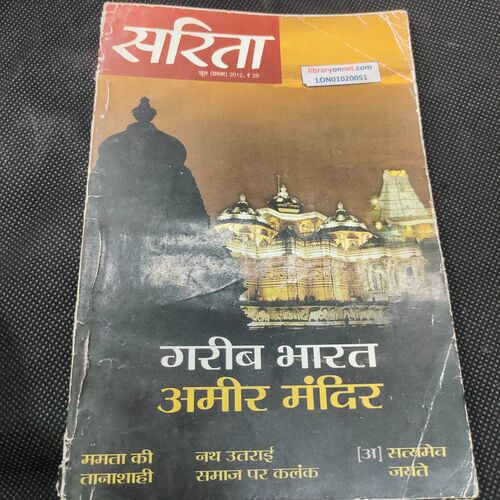 सरिता
जून (प्रथम) 2012, ₹ 25
libraryonnet.com
LON01020051
गरीब भारत
अमीर मंदिर
ममता की
तानाशाही
नथ उतराई
समाज पर कलंक
[अ] सत्यमेव
जयते